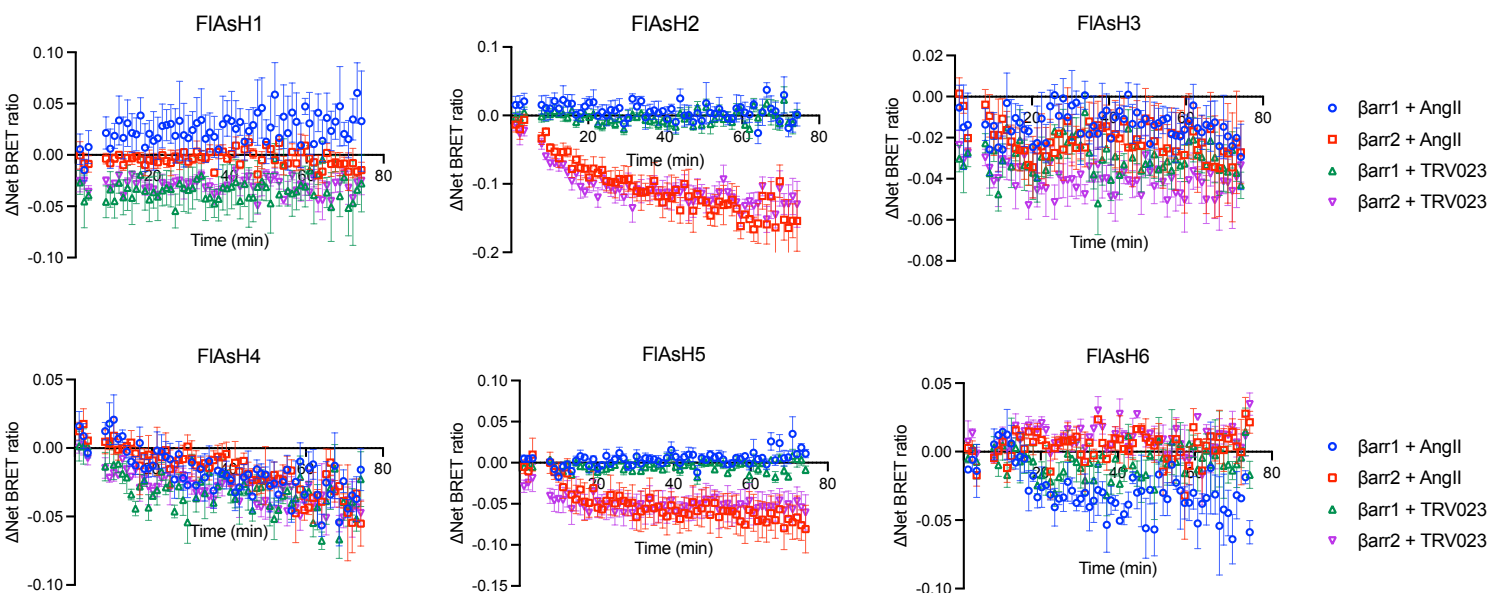 FlAsH1
0.10
0.05
0.00
-0.05
-0.10
20
40
60
80
ΔNet BRET ratio
Time (min)
FlAsH2
0.1
0.0
-0.1
-0.2
20
40
60
80
ΔNet BRET ratio
Time (min)
FlAsH3
0.02
0.00
-0.02
-0.04
-0.06
-0.08
20
40
60
80
ΔNet BRET ratio
Time (min)
βarr1 + AngII
βarr2 + AngII
βarr1 + TRV023
βarr2 + TRV023
FlAsH4
0.05
0.00
-0.05
-0.10
20
40
60
80
ΔNet BRET ratio
Time (min)
FlAsH5
0.10
0.05
0.00
-0.05
-0.10
-0.15
20
40
60
80
ΔNet BRET ratio
Time (min)
FlAsH6
0.05
0.00
-0.05
-0.10
20
40
60
80
ΔNet BRET ratio
Time (min)
βarr1 + AngII
βarr2 + AngII
βarr1 + TRV023
βarr2 + TRV023